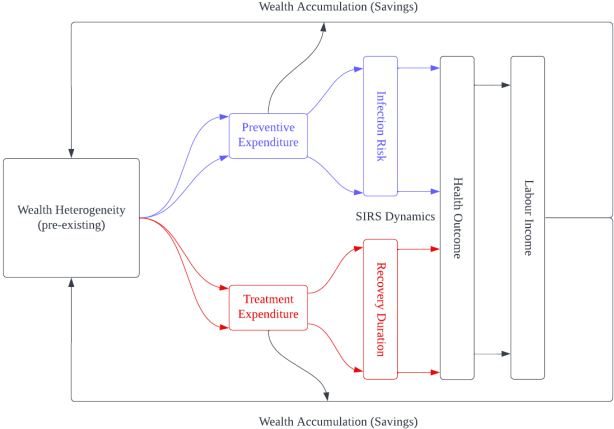 Wealth Accumulation (Savings)
Preventive
Expenditure
Infection Risk
Wealth Heterogeneity
(pre-existing)
SIRS Dynamics
Health Outcome
Labour Income
Treatment
Expenditure
Recovery Duration
Wealth Accumulation (Savings)